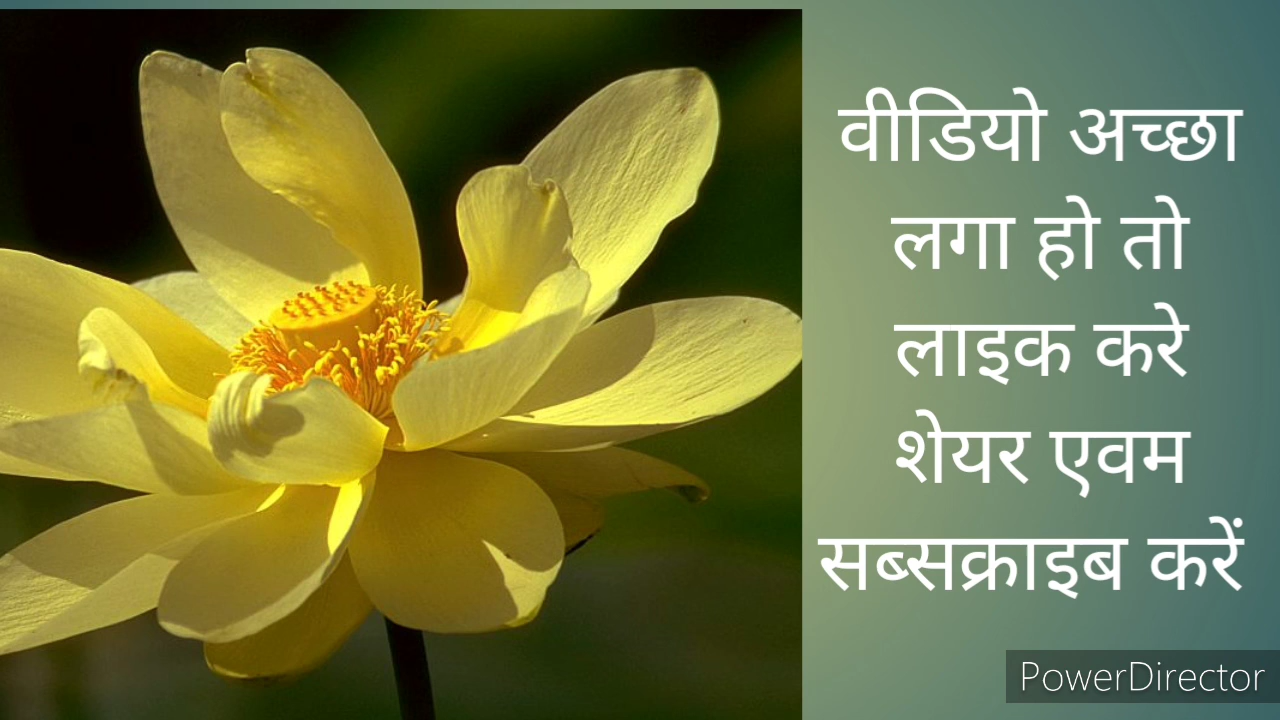 वीडियो अच्छा
लगा हो तो
लाइक करे
शेयर एवम
सब्सक्राइब करें
PowerDirector